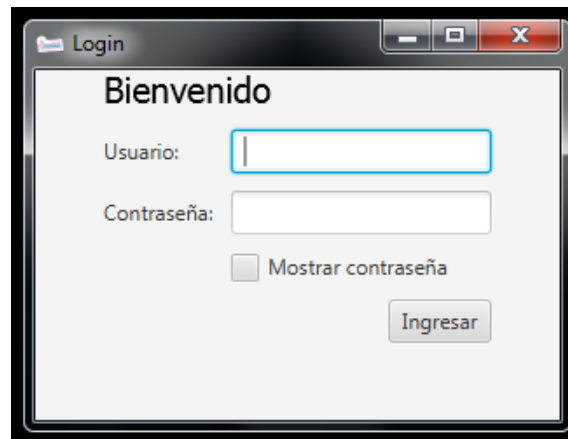 Login
Bienvenido
Usuario:
Contraseña:
Mostrar contraseña
Ingresar